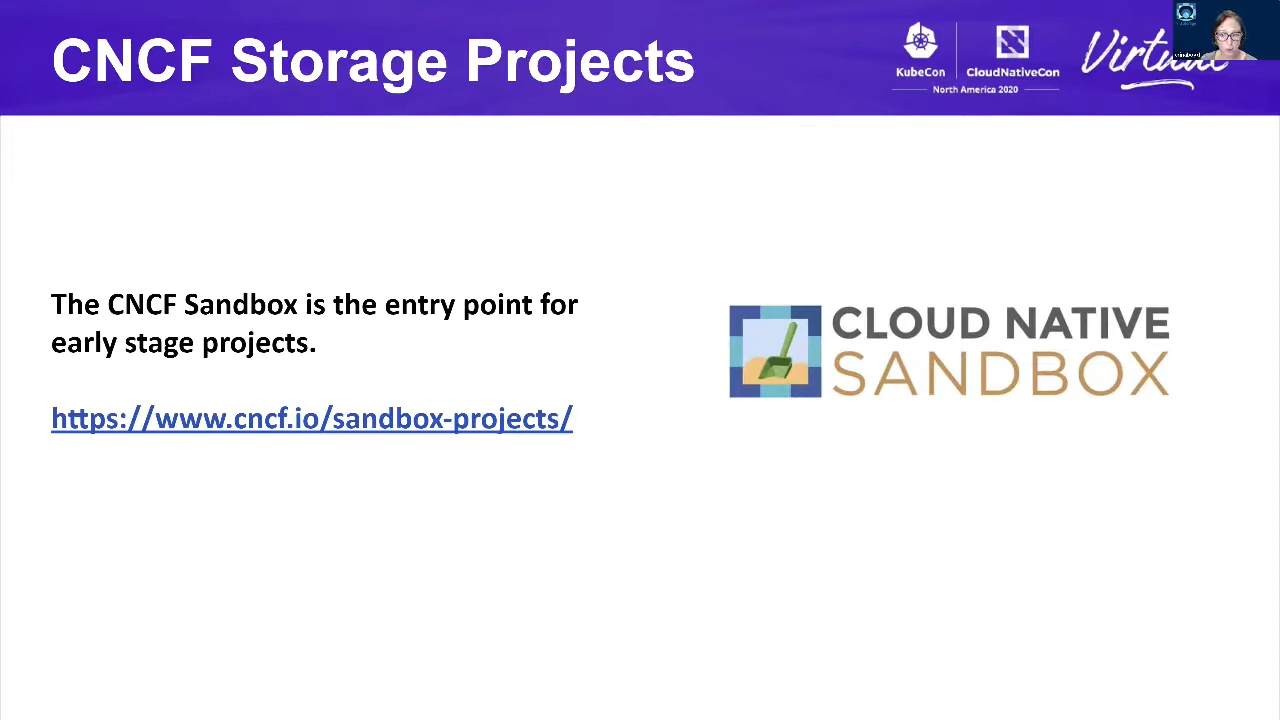 CNCF Storage Projects
KubeCon
CloudNativeCon
North America 2020
Virtual
The CNCF Sandbox is the entry point for
early stage projects.
https://www.cncf.io/sandbox-projects/
CLOUD NATIVE
SANDBOX